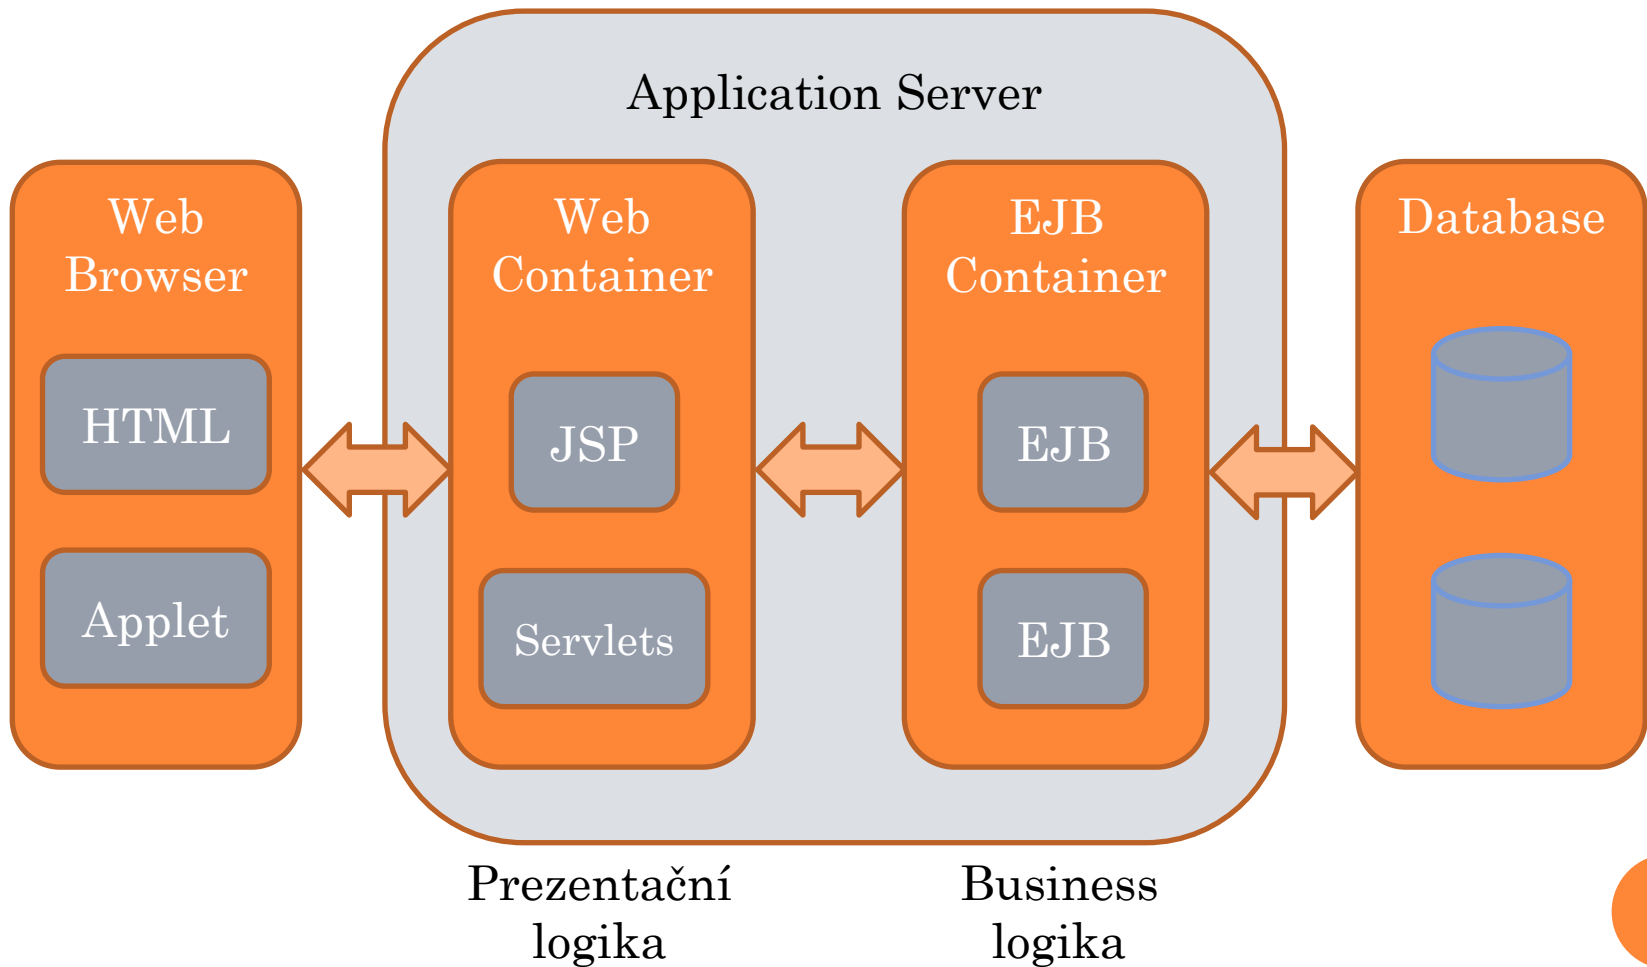 Application Server
Web
Browser
HTML
Applet
Web
Container
JSP
Servlets
EJB
Container
EJB
EJB
Database
Prezentační
logika
Business
logika